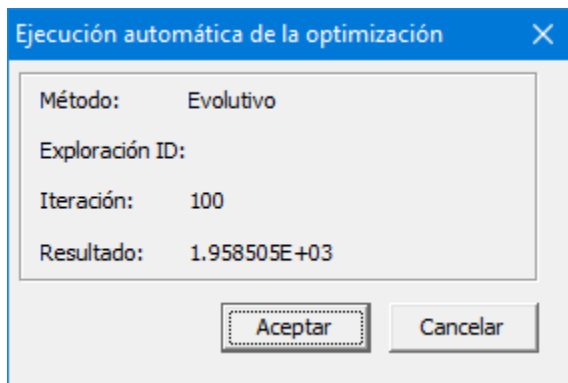 Ejecución automática de la optimización
Método: Evolutivo
Exploración ID:
Iteración: 100
Resultado: 1.958505E+03
Aceptar Cancelar